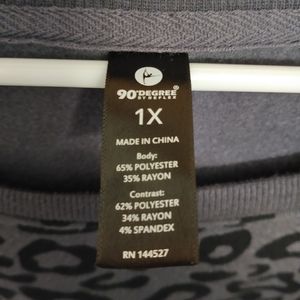 90°DEGREE
BY REFLEX
1X
MADE IN CHINA
Body:
65% POLYESTER
35% RAYON
Contrast:
62% POLYESTER
34% RAYON
4% SPANDEX
RN 144527